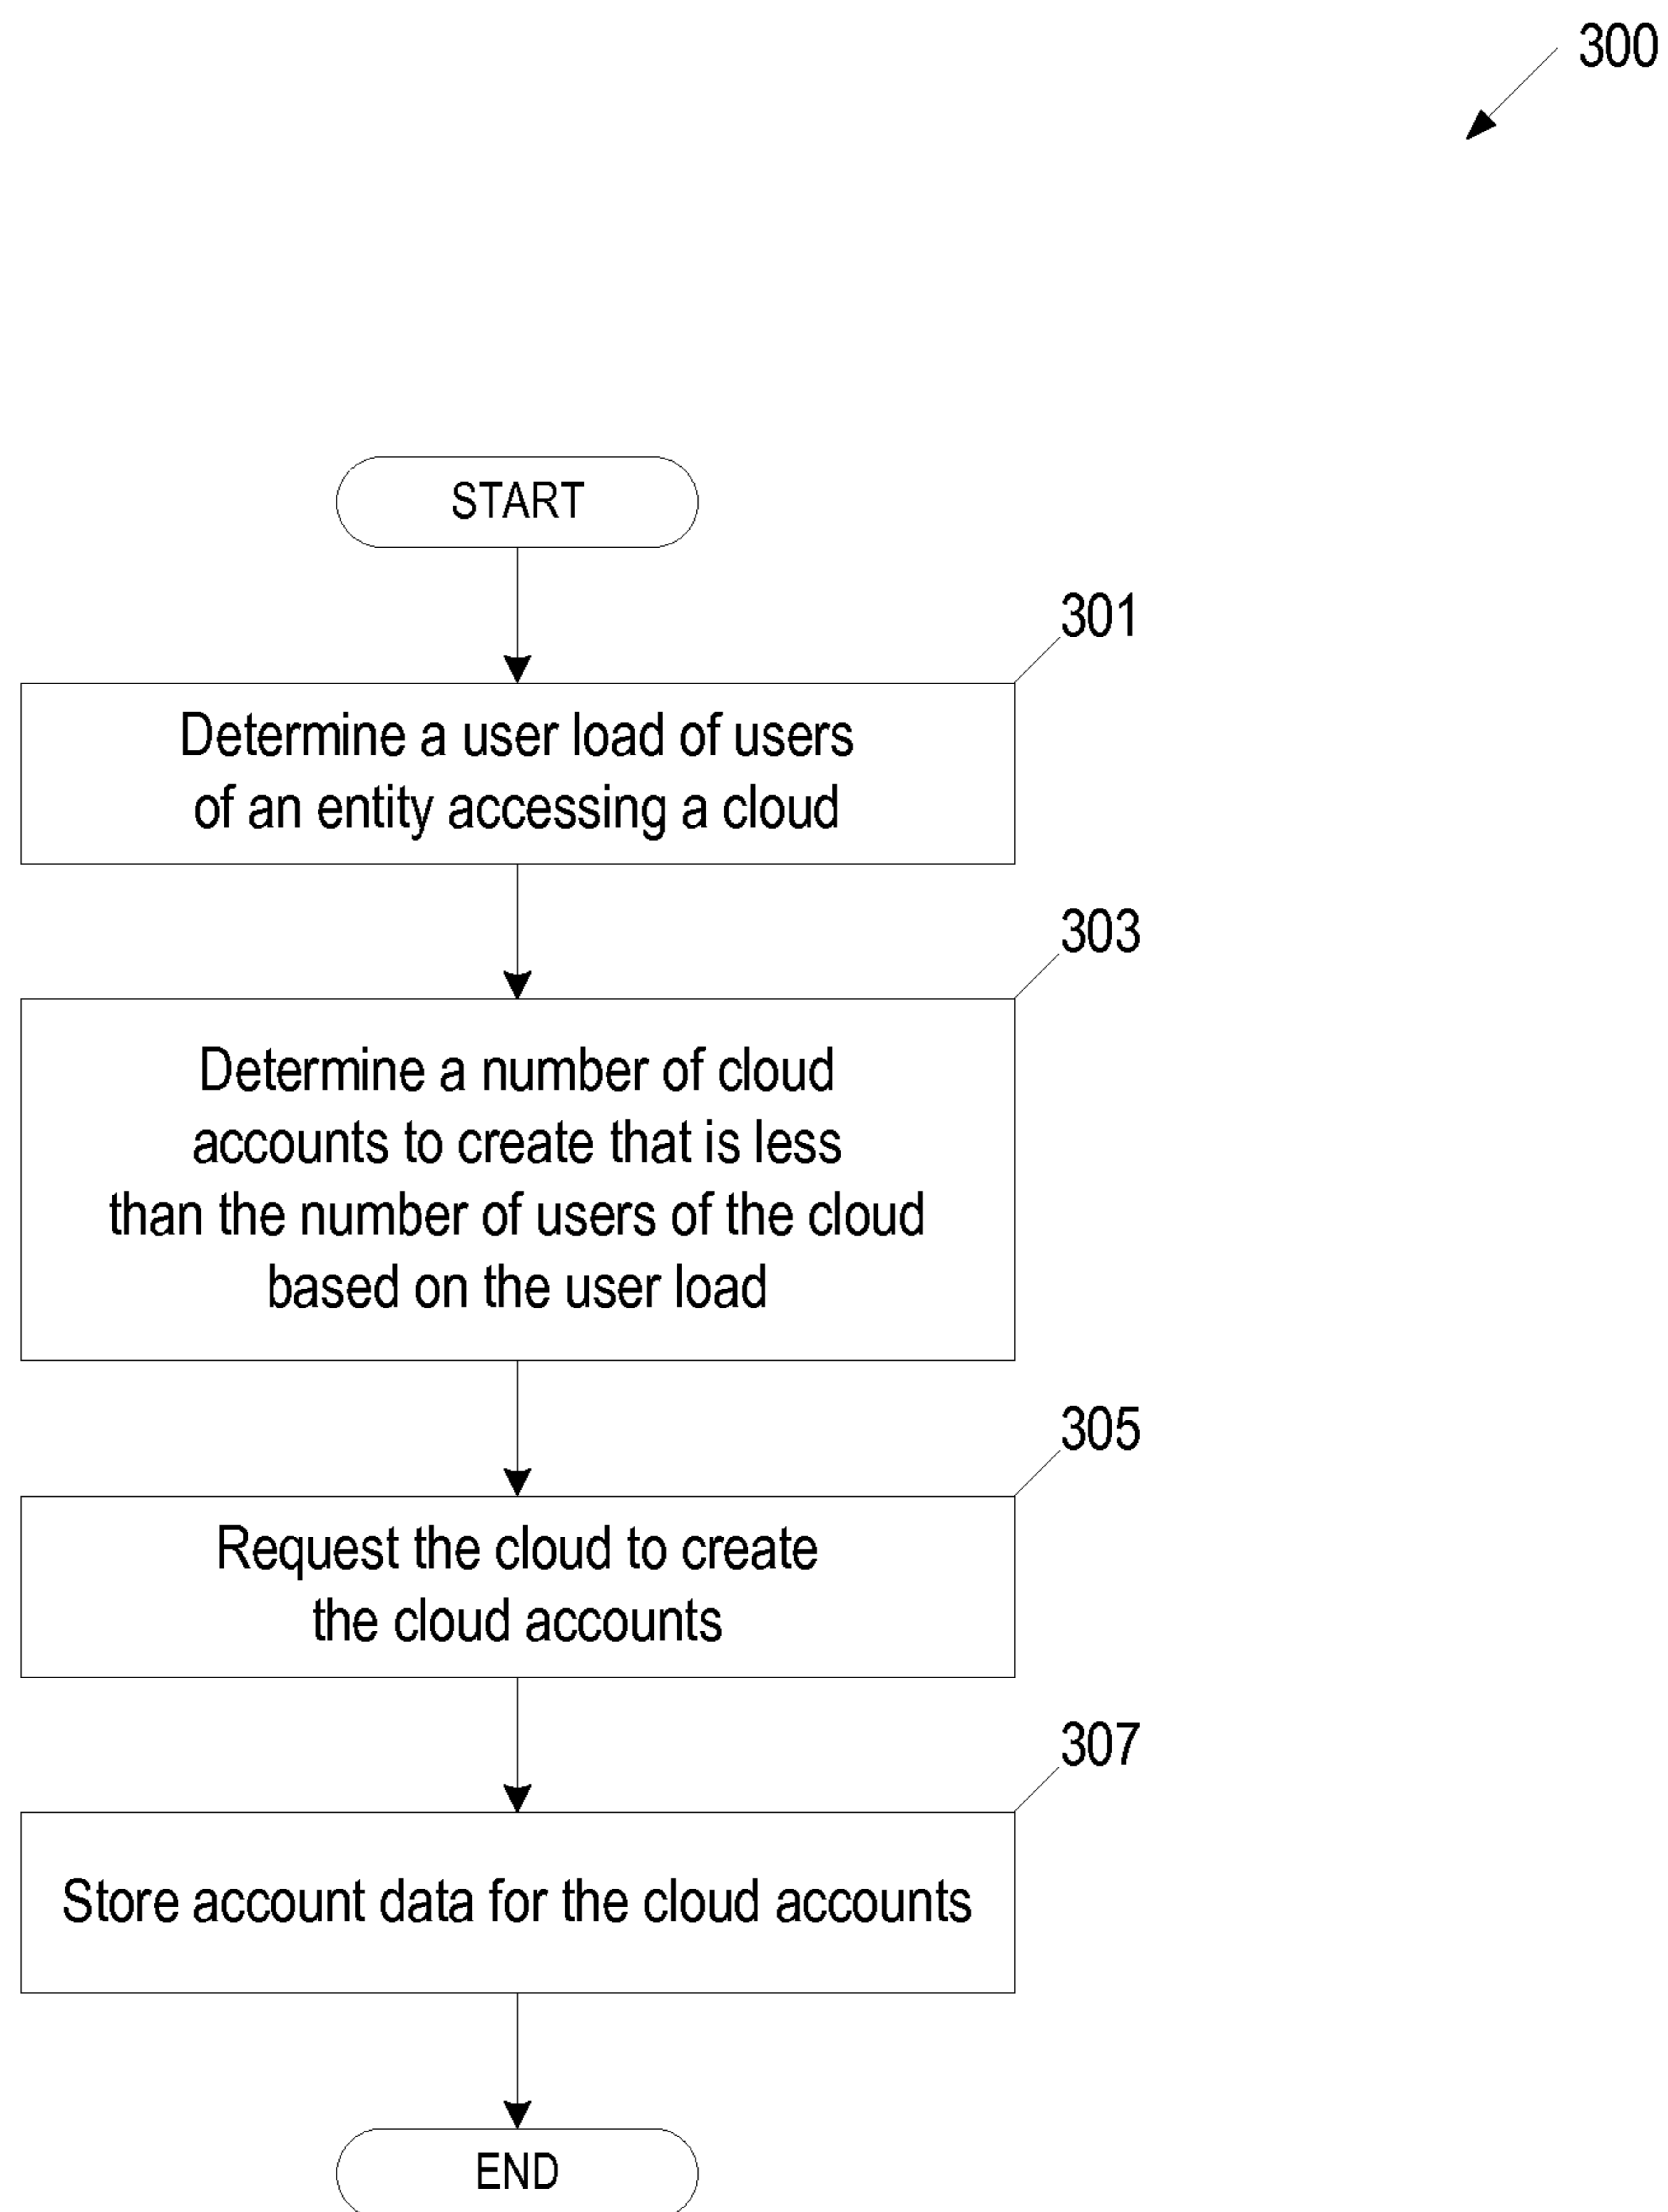 300
START
301
Determine a user load of users
of an entity accessing a cloud
303
Determine a number of cloud
accounts to create that is less
than the number of users of the cloud
based on the user load
305
Request the cloud to create
the cloud accounts
307
Store account data for the cloud accounts
END